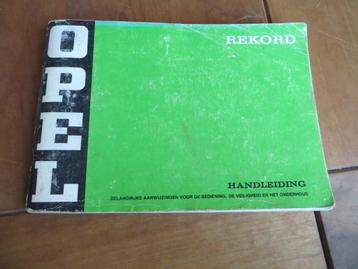 OPEL
REKORD
HANDLEIDING
BELANGRIJKE AANWIJZINGEN VOOR DE BEDIENING, DE VEILIGHEID EN HET ONDERHOUD